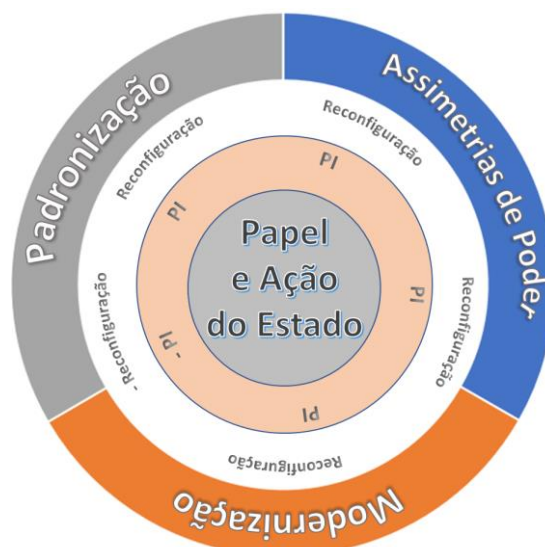 Padronização
Assimetrias de Poder
Modernização
Reconfiguração
Reconfiguração
Reconfiguração
Reconfiguração
- Reconfiguração
PI
PI
PI
PI
- PI
Papel
e Ação
do Estado